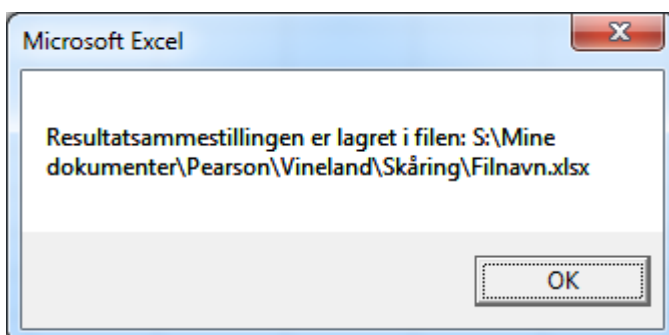 Microsoft Excel
Resultatsammestillingen er lagret i filen: S:\Mine
dokumenter\Pearson\Vineland\Skåring\Filnavn.xlsx
OK